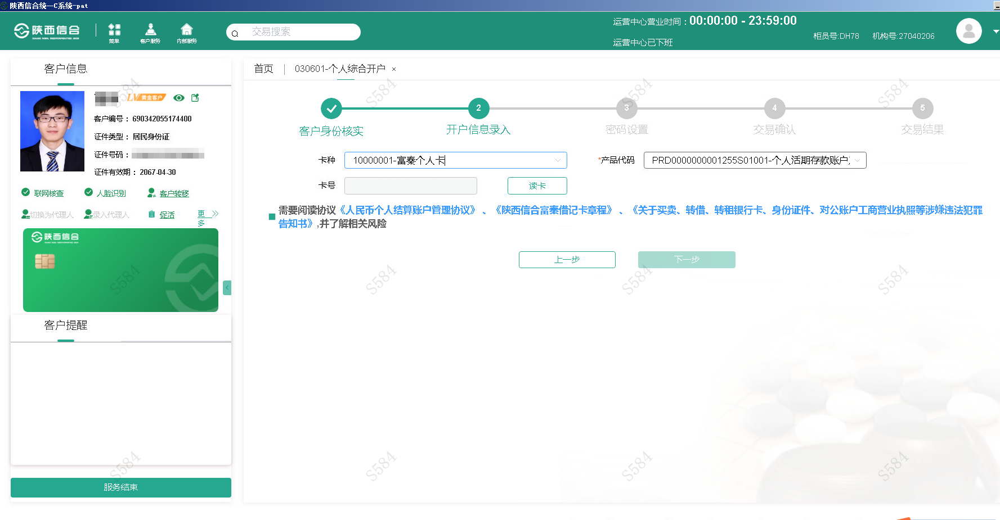 陕西信合统一C系统-pat
陕西信合
菜单
客户服务
内部服务
交易搜索
运营中心营业时间：00:00:00 - 23:59:00
运营中心已下班
柜员号:DH78
机构号:27040206
客户信息
LV黄金客户
客户编号： 690342055174400
证件类型： 居民身份证
证件号码：
证件有效期： 2067-04-30
联网核查
人脸识别
客户转移
切换为代理人
录入代理人
促活
更多
陕西信合
客户提醒
服务结束
首页
030601-个人综合开户 ×
2
3
4
5
客户身份核实
开户信息录入
密码设置
交易确认
交易结果
卡种
10000001-富秦个人卡
*产品代码
PRD0000000001255S01001-个人活期存款账户
卡号
读卡
需要阅读协议《人民币个人结算账户管理协议》 、《陕西信合富秦借记卡章程》 、《关于买卖、转借、转租银行卡、身份证件、对公账户工商营业执照等涉嫌违法犯罪
告知书》,并了解相关风险
上一步
下一步
S584
S584
S584
S584
S584
S584
S584
S584
S584
S584
S584
S584